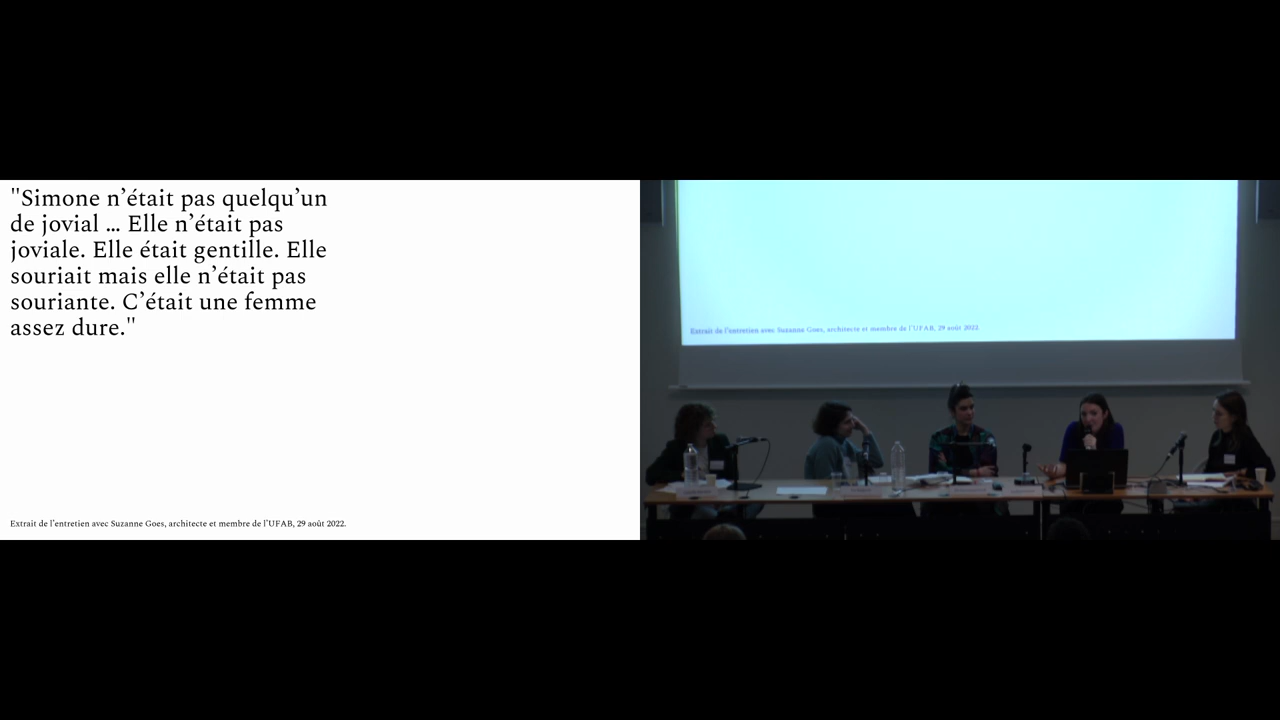 "Simone n’était pas quelqu’un
de jovial ... Elle n’était pas
joviale. Elle était gentille. Elle
souriait mais elle n’était pas
souriante. C’était une femme
assez dure."
Extrait de l’entretien avec Suzanne Goes, architecte et membre de l’UFAB, 29 août 2022.
Extrait de l’entretien avec Suzanne Goes, architecte et membre de l’UFAB, 29 août 2022.